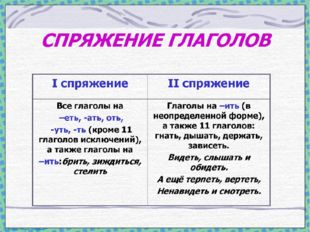 СПРЯЖЕНИЕ ГЛАГОЛОВ
I спряжение
Все глаголы на
–еть, -ать, оть,
-уть, -ть (кроме 11
глаголов исключений),
а также глаголы на
–ить: брить, зиждиться,
стелить
II спряжение
Глаголы на –ить (в
неопределенной форме),
а также 11 глаголов:
гнать, дышать, держать,
зависеть.
Видеть, слышать и
обидеть.
А ещё терпеть, вертеть,
Ненавидеть и смотреть.